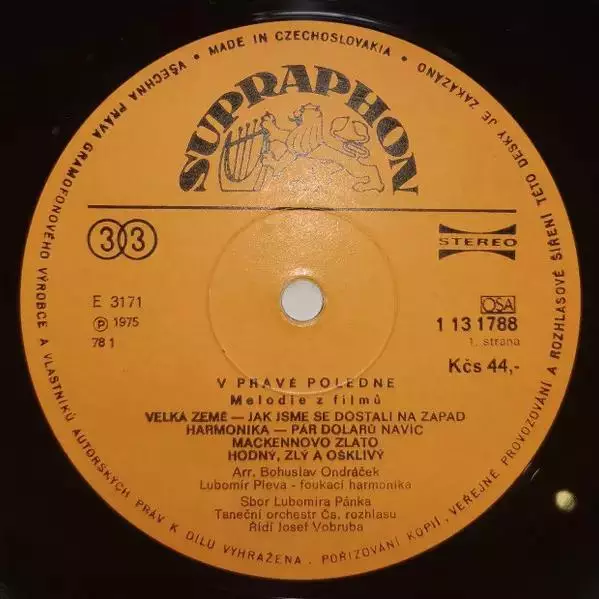 VŠECHNA PRÁVA GRAMOFONOVÉHO VÝROBCE A VLASTNÍKŮ AUTORSKÝCH PRÁV K DÍLU VYHRAŽENA. POŘIZOVÁNÍ KOPIÍ, VEŘEJNÉ PROVOZOVÁNÍ A ROZHLASOVÉ ŠÍŘENÍ TÉTO DESKY JE ZAKÁZÁNO • MADE IN CZECHOSLOVAKIA •
SUPRAPHON
33
STEREO
E 3171
Ⓟ 1975
78 1
OSA
1 13 1788
1. strana
Kčs 44,-
V PRAVÉ POLEDNE
Melodie z filmů
VELKÁ ZEMĚ — JAK JSME SE DOSTALI NA ZÁPAD
HARMONIKA — PÁR DOLARŮ NAVÍC
MACKENNOVO ZLATO
HODNÝ, ZLÝ A OŠKLIVÝ
Arr. Bohuslav Ondráček
Lubomír Pleva - foukací harmonika
Sbor Lubomíra Pánka
Taneční orchestr Čs. rozhlasu
Řídí Josef Vobruba